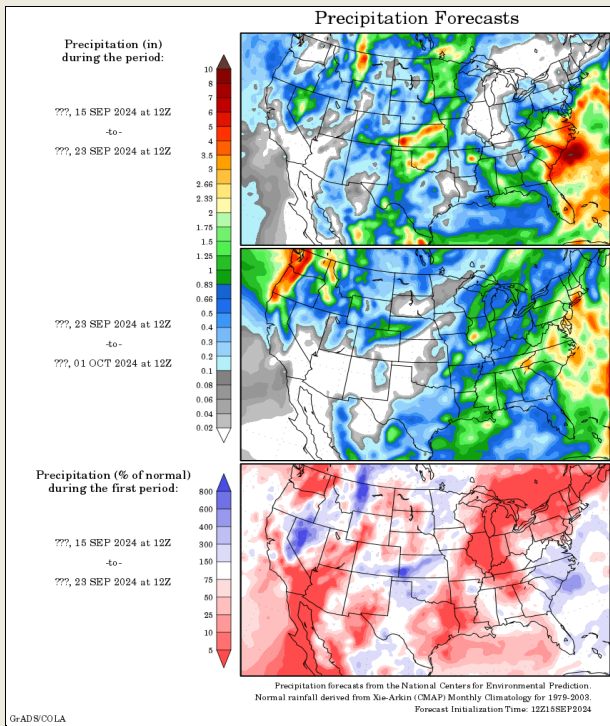 Precipitation Forecasts
Precipitation (in)
during the period:
???, 15 SEP 2024 at 12Z
-to-
???, 23 SEP 2024 at 12Z
10
8
7
6
5
4
3.5
3
2.66
2.33
2
1.75
1.5
1.25
1
0.83
0.66
0.5
0.4
0.3
0.2
0.1
0.08
0.06
0.04
0.02
???, 23 SEP 2024 at 12Z
-to-
???, 01 OCT 2024 at 12Z
Precipitation (% of normal)
during the first period:
???, 15 SEP 2024 at 12Z
-to-
???, 23 SEP 2024 at 12Z
800
600
400
300
150
75
50
25
10
5
Precipitation forecasts from the National Centers for Environmental Prediction.
Normal rainfall derived from Xie-Arkin (CMAP) Monthly Climatology for 1979-2003.
Forecast Initialization Time: 12Z15SEP2024
GrADS/COLA